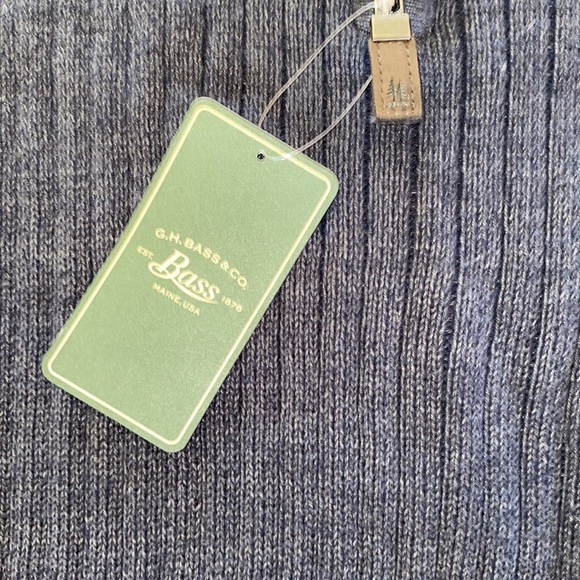 G.H. BASS & CO.
EST. Bass 1876
MAINE, USA